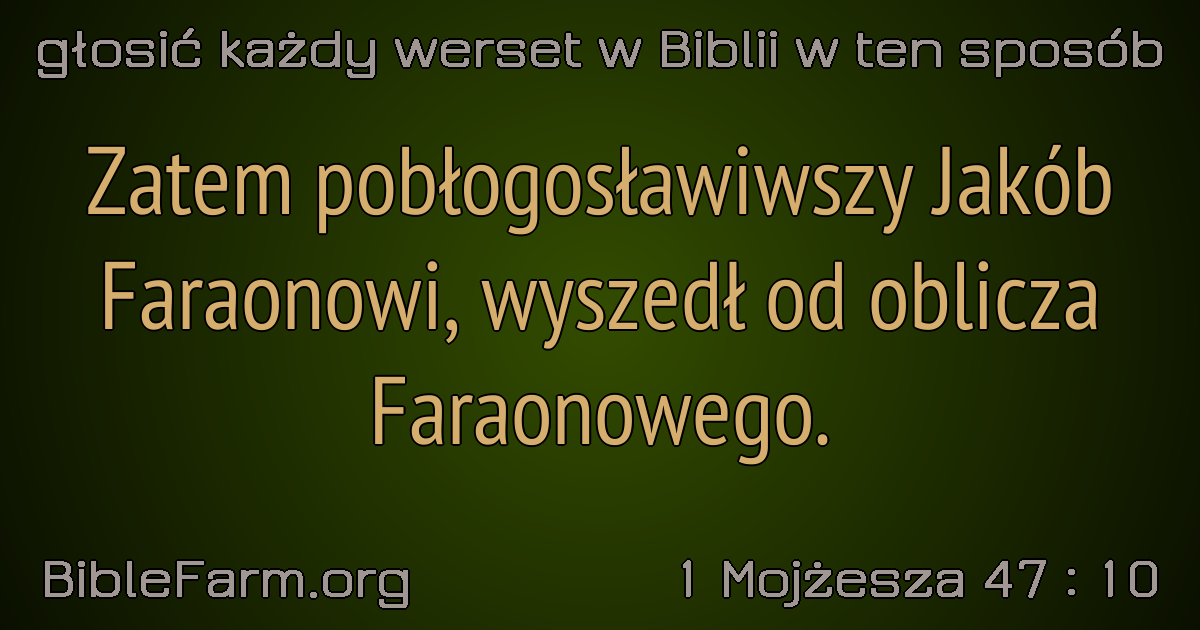 głosić każdy werset w Biblii w ten sposób
Zatem pobłogosławiwszy Jakób
Faraonowi, wyszedł od oblicza
Faraonowego.
BibleFarm.org
1 Mojżesza 47 : 10